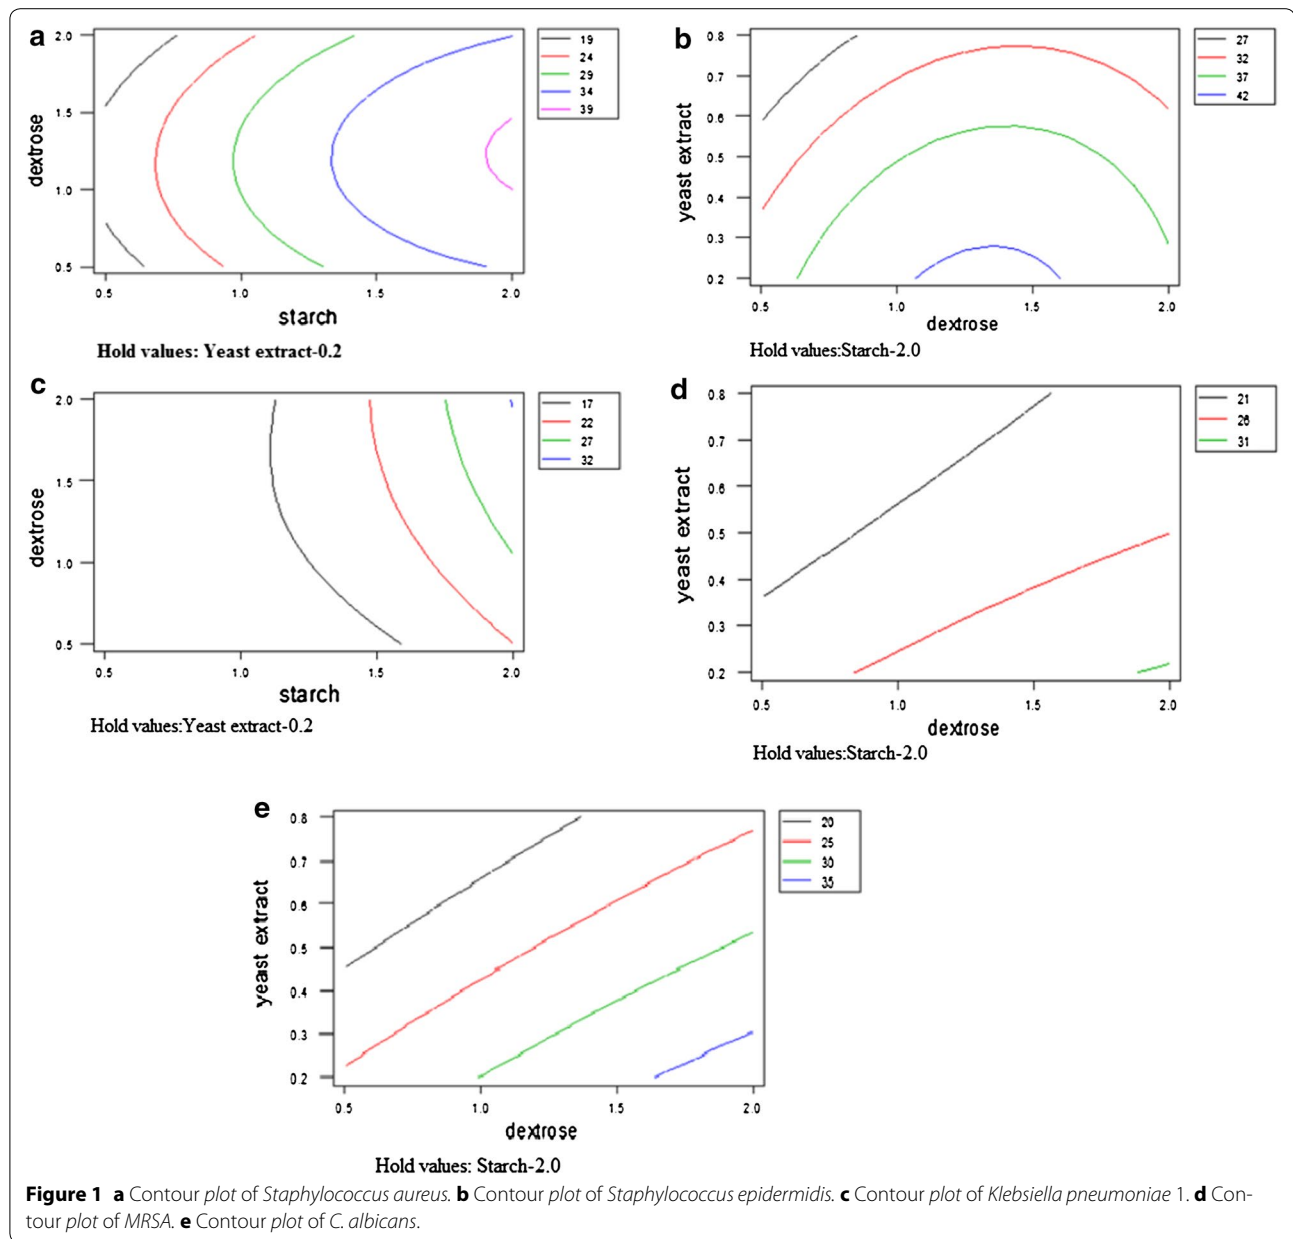 a
2.0
1.5
1.0
0.5
dextrose
0.5 1.0 1.5 2.0
starch
19
24
29
34
39
Hold values: Yeast extract-0.2
b
0.8
0.7
0.6
0.5
0.4
0.3
0.2
yeast extract
0.5 1.0 1.5 2.0
dextrose
27
32
37
42
Hold values:Starch-2.0
c
2.0
1.5
1.0
0.5
dextrose
0.5 1.0 1.5 2.0
starch
17
22
27
32
Hold values:Yeast extract-0.2
d
0.8
0.7
0.6
0.5
0.4
0.3
0.2
yeast extract
0.5 1.0 1.5 2.0
dextrose
21
26
31
Hold values:Starch-2.0
e
0.8
0.7
0.6
0.5
0.4
0.3
0.2
yeast extract
0.5 1.0 1.5 2.0
dextrose
20
25
30
35
Hold values: Starch-2.0
Figure 1 a Contour plot of Staphylococcus aureus. b Contour plot of Staphylococcus epidermidis. c Contour plot of Klebsiella pneumoniae 1. d Con-
tour plot of MRSA. e Contour plot of C. albicans.